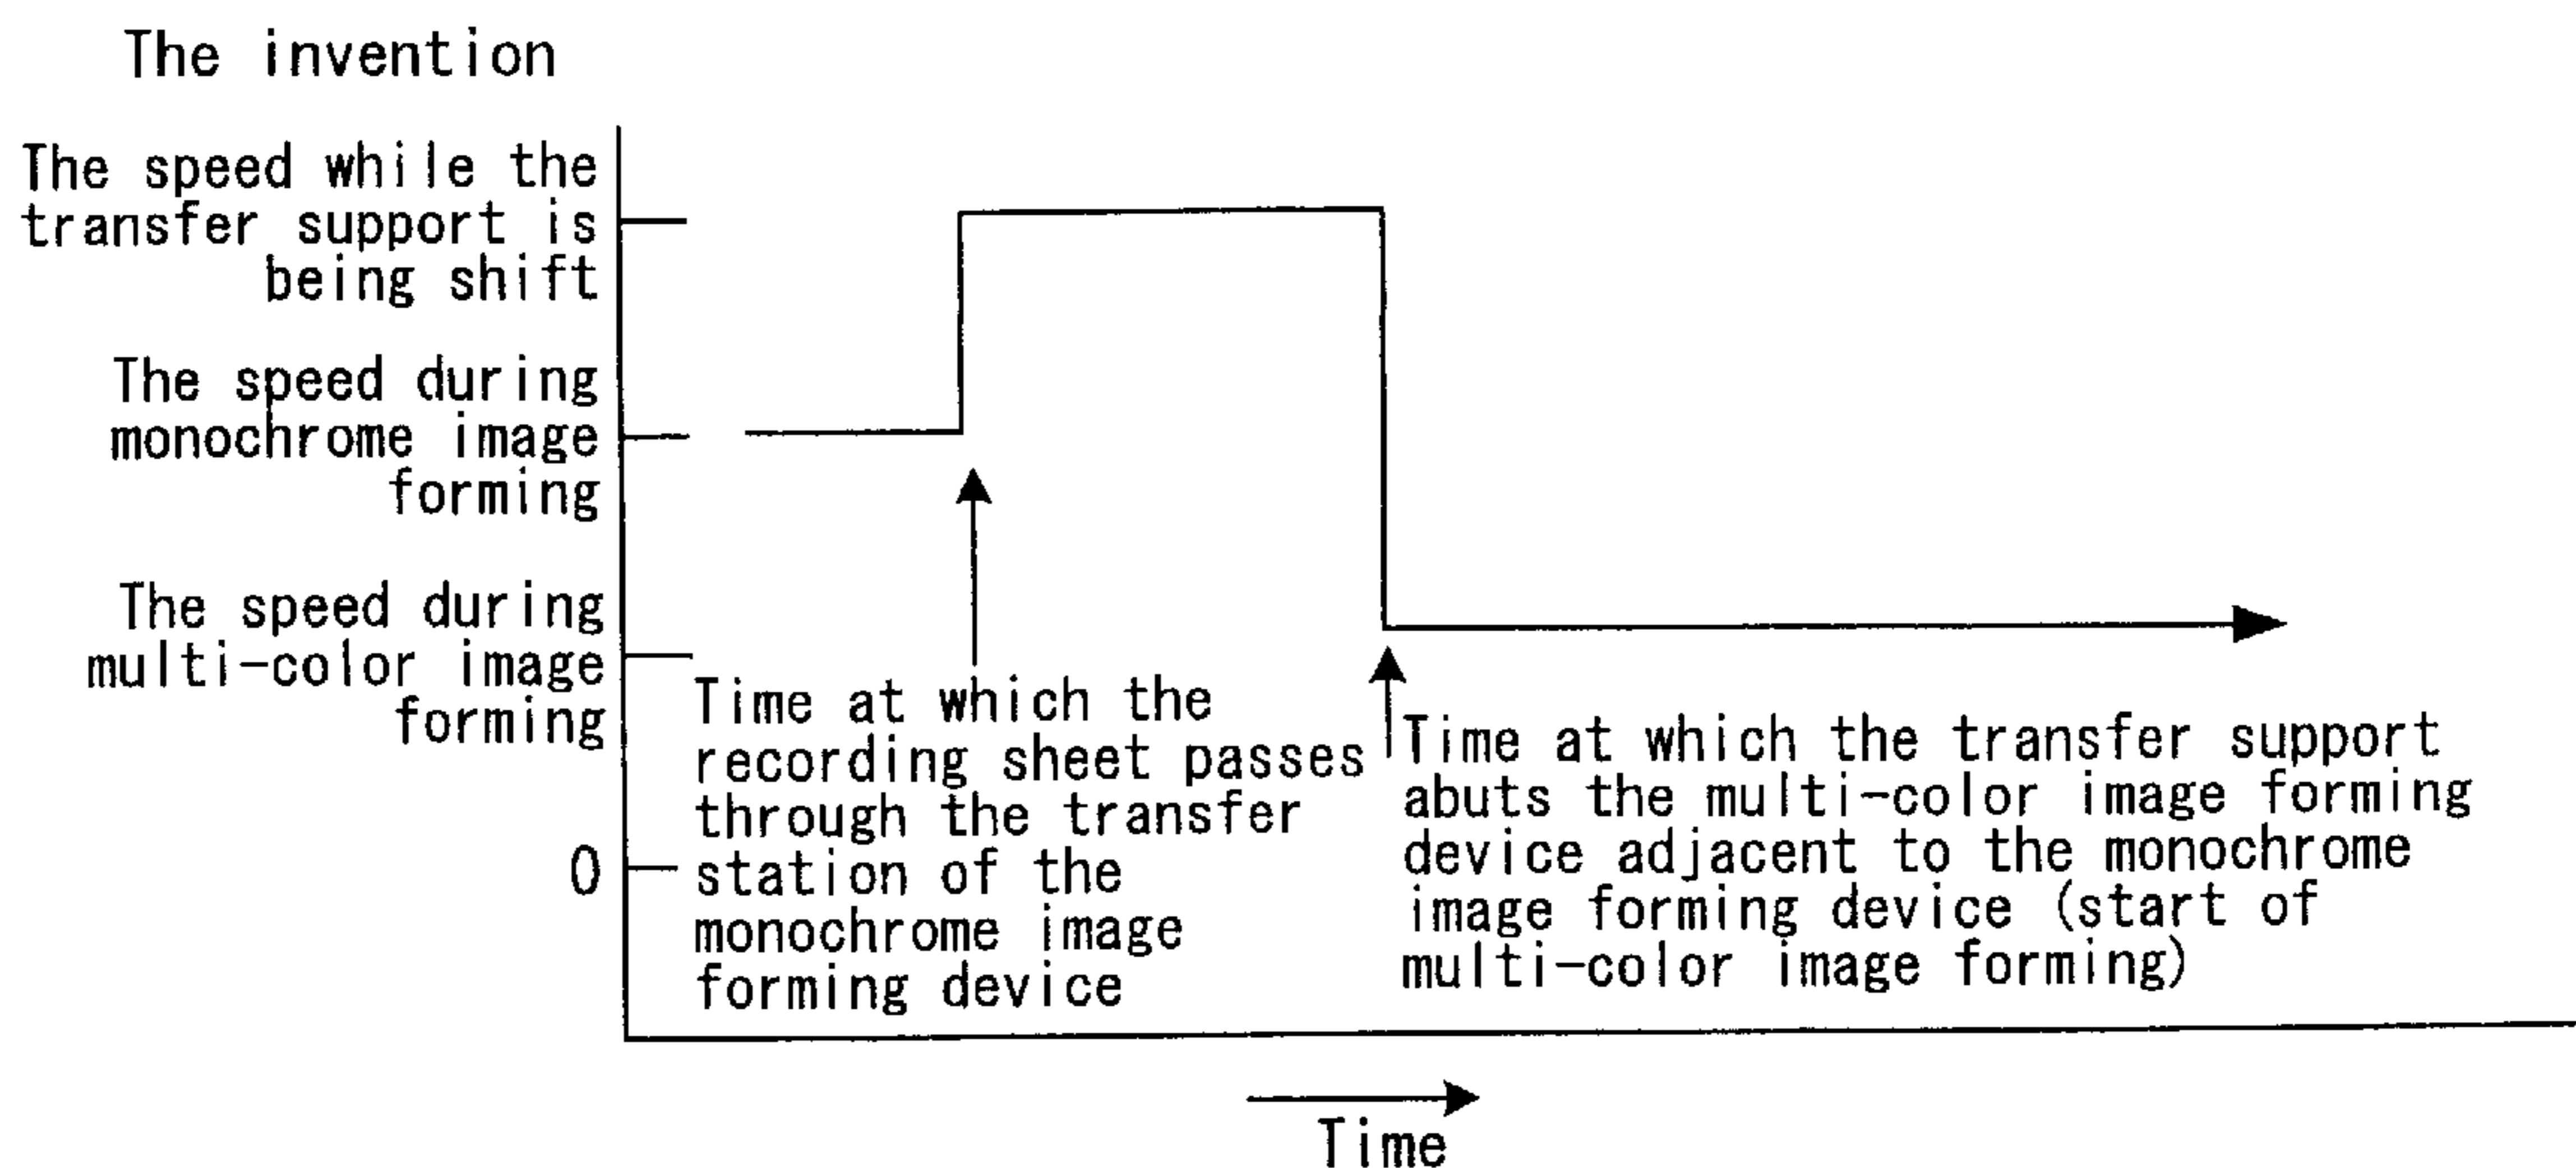 The invention
The speed while the
transfer support is
being shift
The speed during
monochrome image
forming
The speed during
multi-color image
forming
0
Time at which the
recording sheet passes
through the transfer
station of the
monochrome image
forming device
Time at which the transfer support
abuts the multi-color image forming
device adjacent to the monochrome
image forming device (start of
multi-color image forming)
Time